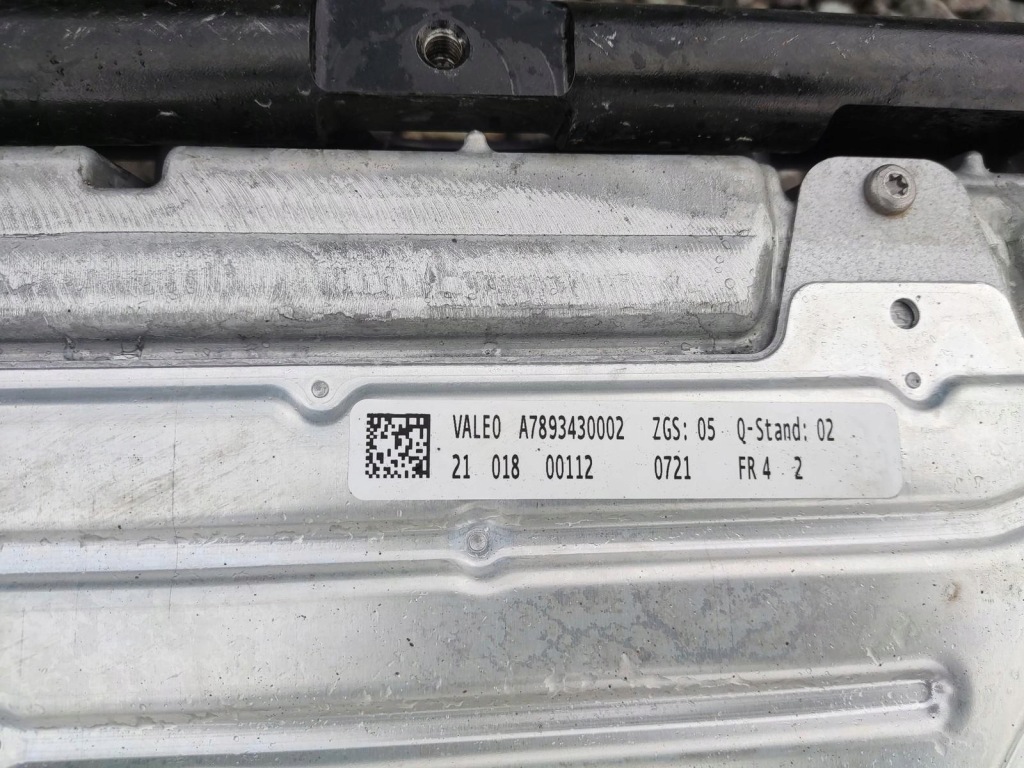 VALEO A7893430002 ZGS: 05 Q-Stand: 02
21 018 00112 0721 FR 4 2